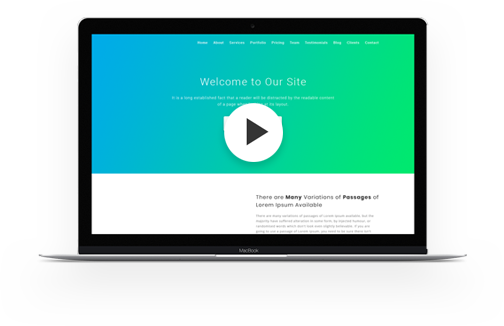 Home About Services Portfolio Pricing Team Testimonials Blog Clients Contact
Welcome to Our Site
It is a long established fact that a reader will be distracted by the readable content
of a page when looking at its layout
There are Many Variations of Passages of
Lorem Ipsum Available
There are many variations of passages of Lorem Ipsum available, but the
majority have suffered alteration in some form, by injected humour, or
randomised words which don't look even slightly believable. If you are
going to use a passage of Lorem Ipsum, you need to be sure there isn't
MacBook